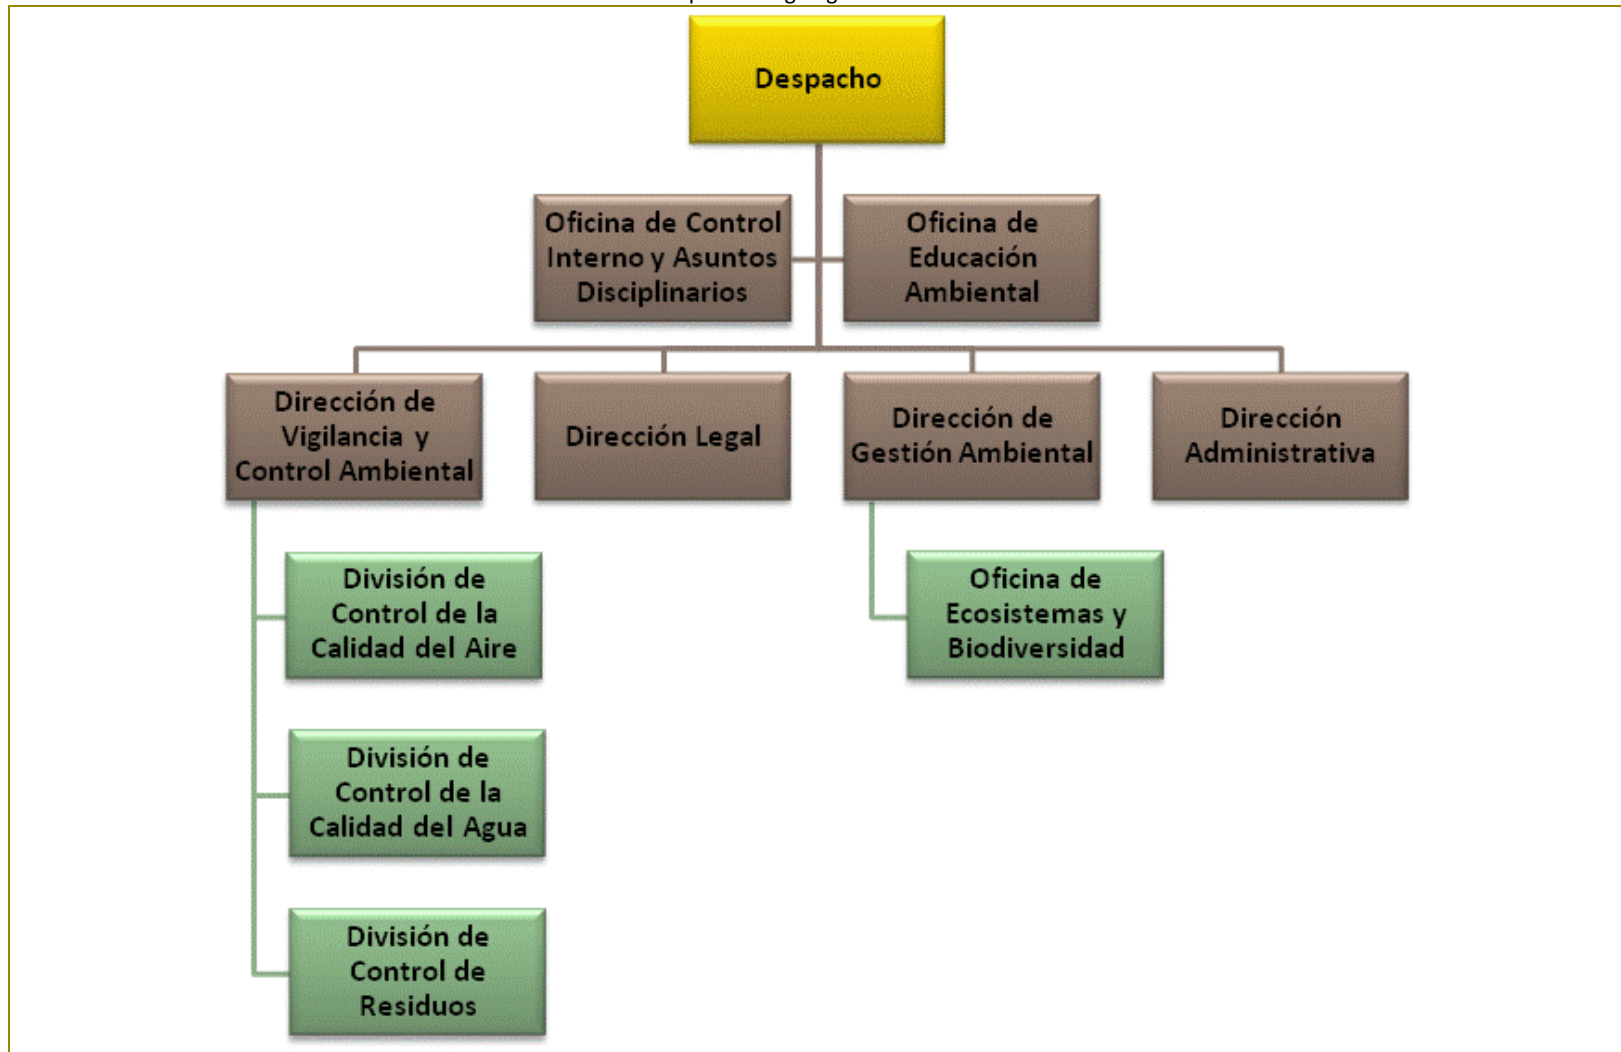 Despacho
Oficina de Control
Interno y Asuntos
Disciplinarios
Oficina de
Educación
Ambiental
Dirección de
Vigilancia y
Control Ambiental
Dirección Legal
Dirección de
Gestión Ambiental
Dirección
Administrativa
División de
Control de la
Calidad del Aire
Oficina de
Ecosistemas y
Biodiversidad
División de
Control de la
Calidad del Agua
División de
Control de
Residuos